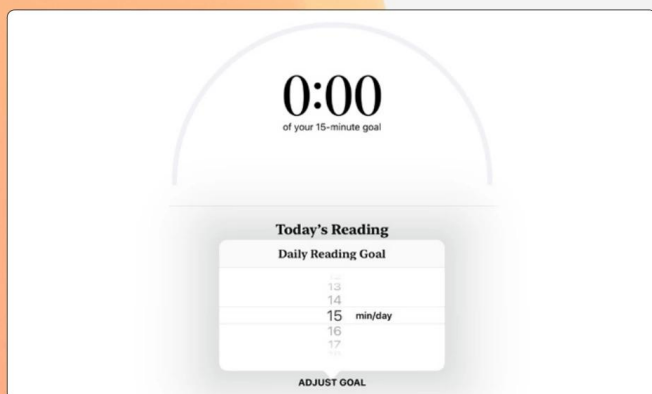 0:00
of your 15-minute goal
Today's Reading
Daily Reading Goal
13
14
15 min/day
16
17
ADJUST GOAL